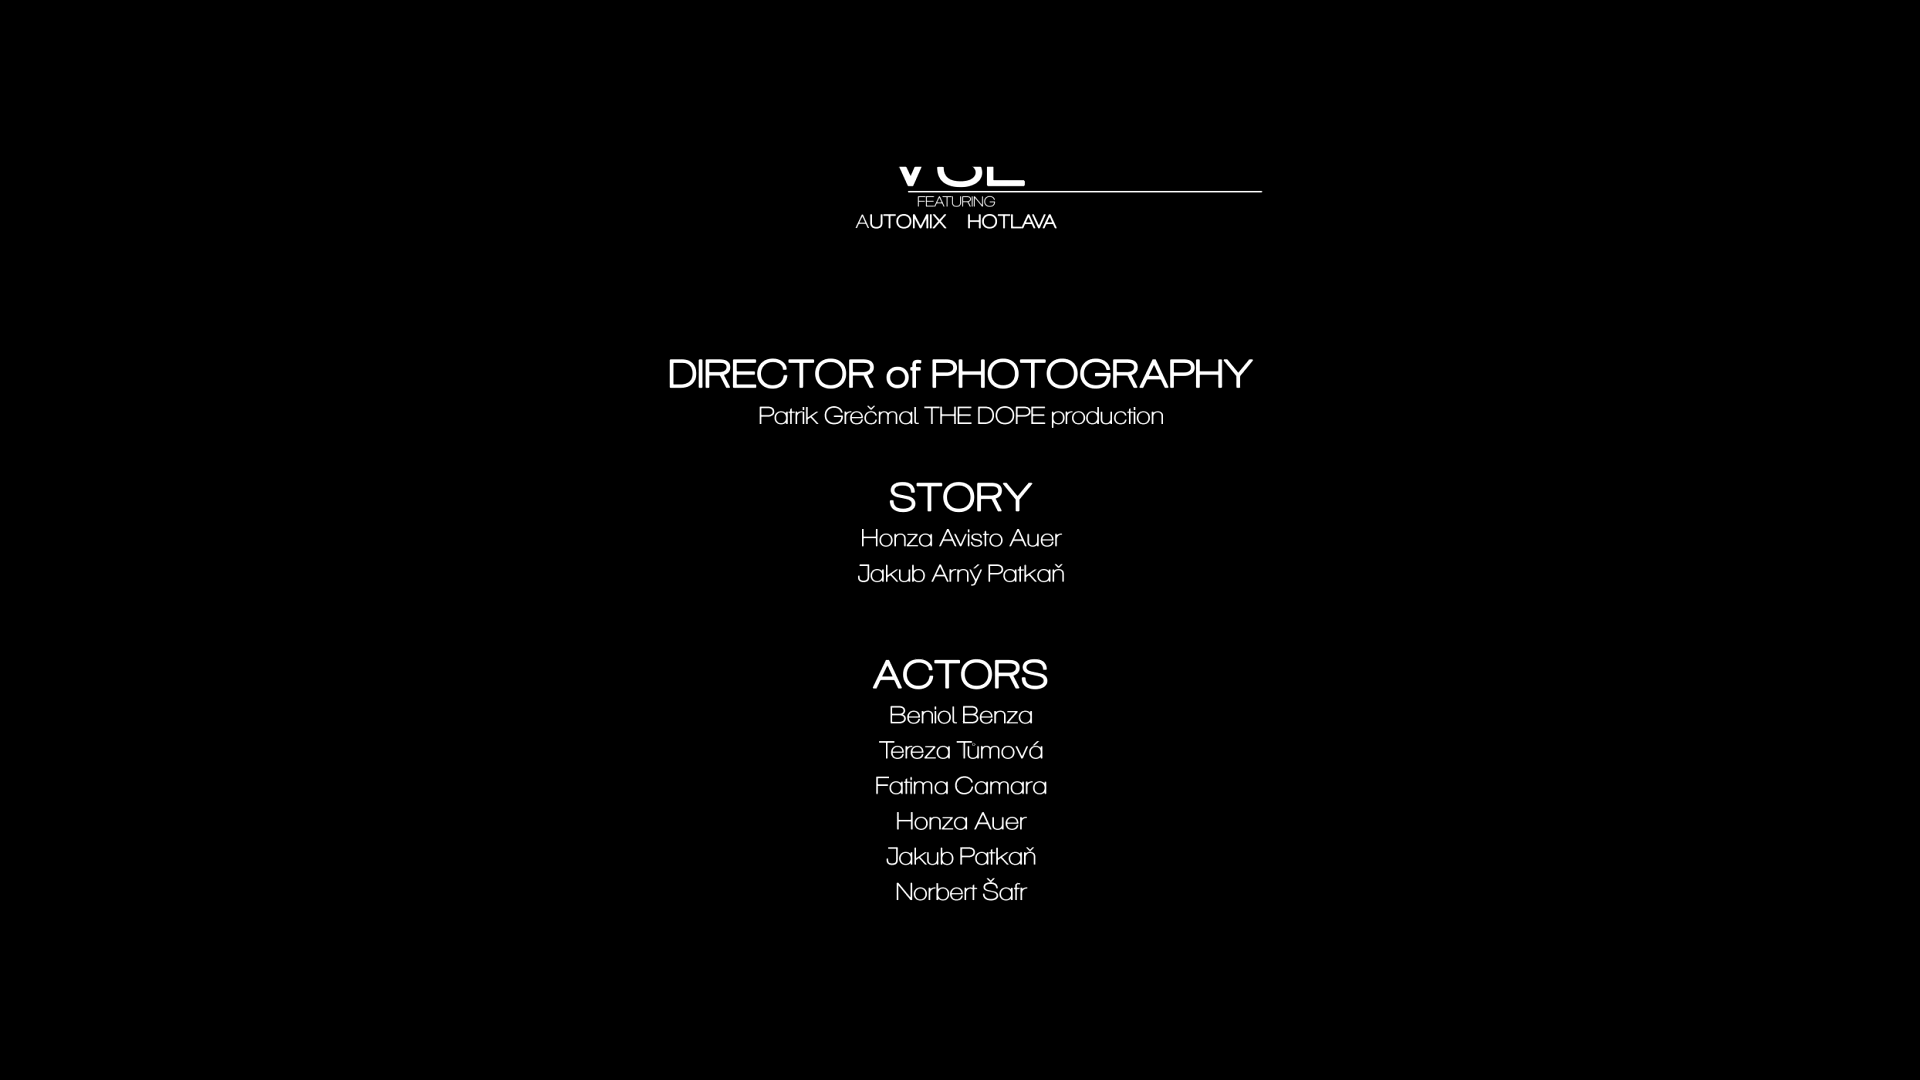 FEATURING
AUTOMIX HOTLAVA
DIRECTOR of PHOTOGRAPHY
Patrik Grečmal THE DOPE production
STORY
Honza Avisto Auer
Jakub Arný Patkaň
ACTORS
Beniol Benza
Tereza Tůmová
Fatima Camara
Honza Auer
Jakub Patkaň
Norbert Šafr